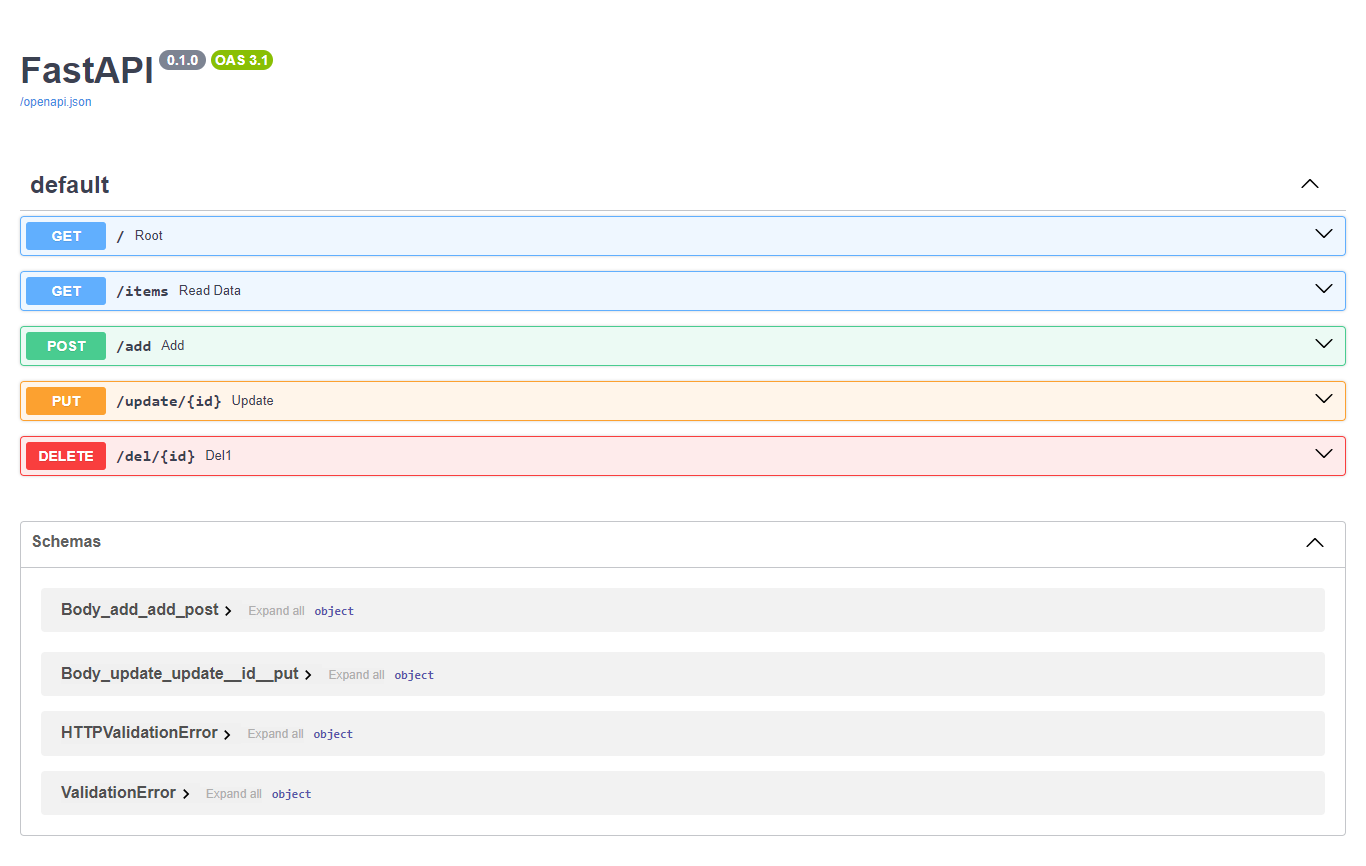 FastAPI 0.1.0 OAS 3.1
/openapi.json
default
GET / Root
GET /items Read Data
POST /add Add
PUT /update/{id} Update
DELETE /del/{id} Del1
Schemas
Body_add_add_post Expand all object
Body_update_update__id__put Expand all object
HTTPValidationError Expand all object
ValidationError Expand all object